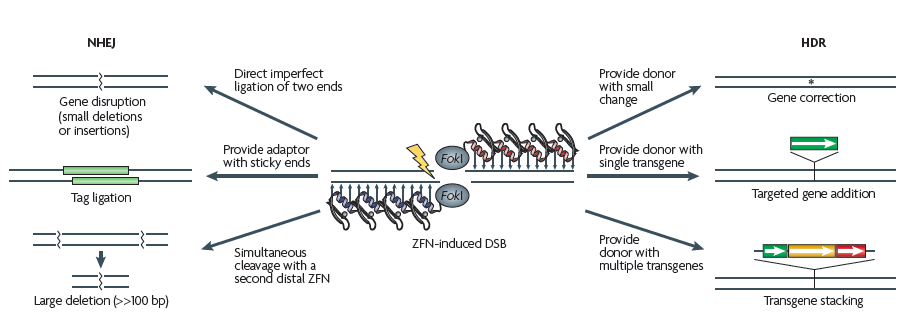 NHEJ
Gene disruption
(small deletions
or insertions)
Tag ligation
Large deletion (>>100 bp)
Direct imperfect
ligation of two ends
Provide adaptor
with sticky ends
Simultaneous
cleavage with a
second distal ZFN
FokI
FokI
ZFN-induced DSB
Provide donor
with small
change
Provide donor with
single transgene
Provide
donor with
multiple transgenes
HDR
*
Gene correction
Targeted gene addition
Transgene stacking